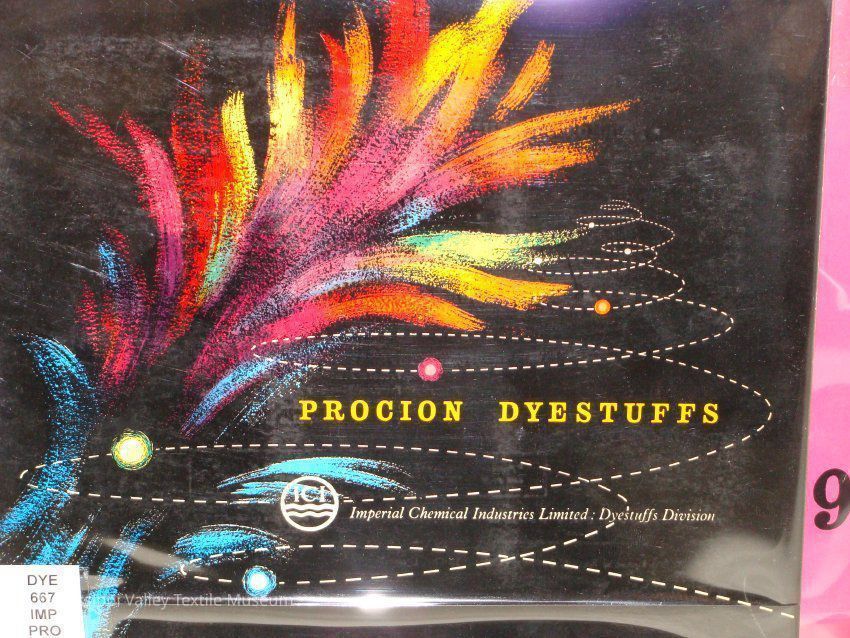 PROCION DYESTUFFS
ICI
Imperial Chemical Industries Limited : Dyestuffs Division
9
DYE
667
IMP
PRO
Valley Textile Museum